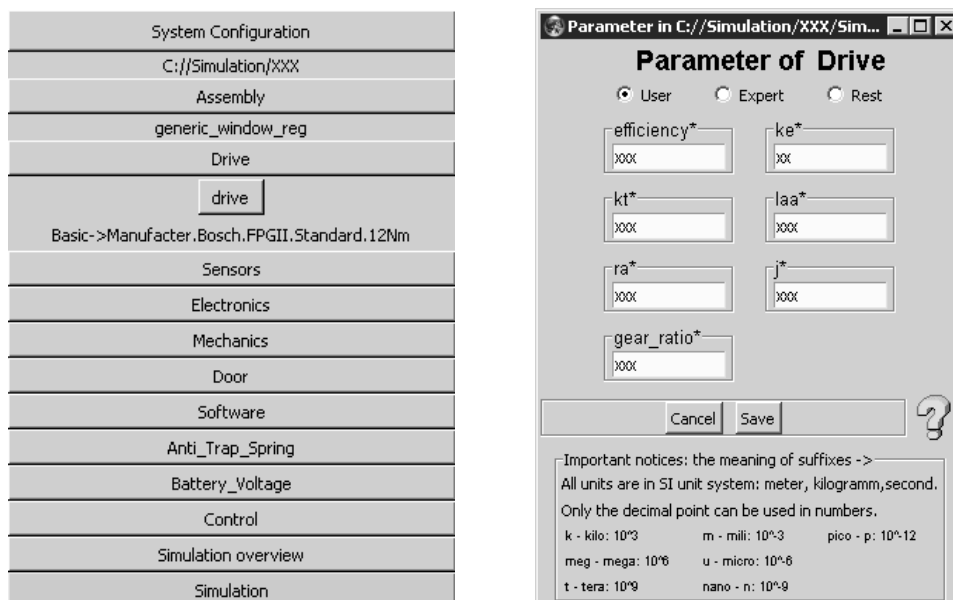 System Configuration
C://Simulation/XXX
Assembly
generic_window_reg
Drive
drive
Basic->Manufacter.Bosch.FPGII.Standard.12Nm
Sensors
Electronics
Mechanics
Door
Software
Anti_Trap_Spring
Battery_Voltage
Control
Simulation overview
Simulation
Parameter in C://Simulation/XXX/Sim...
Parameter of Drive
User Expert Rest
efficiency* ke*
xxx xx
kt* laa*
xxx xxx
ra* j*
xxx xxx
gear_ratio*
xxx
Cancel Save
Important notices: the meaning of suffixes ->
All units are in SI unit system: meter, kilogramm,second.
Only the decimal point can be used in numbers.
k - kilo: 10^3 m - mili: 10^-3 pico - p: 10^-12
meg - mega: 10^6 u - micro: 10^-6
t - tera: 10^9 nano - n: 10^-9